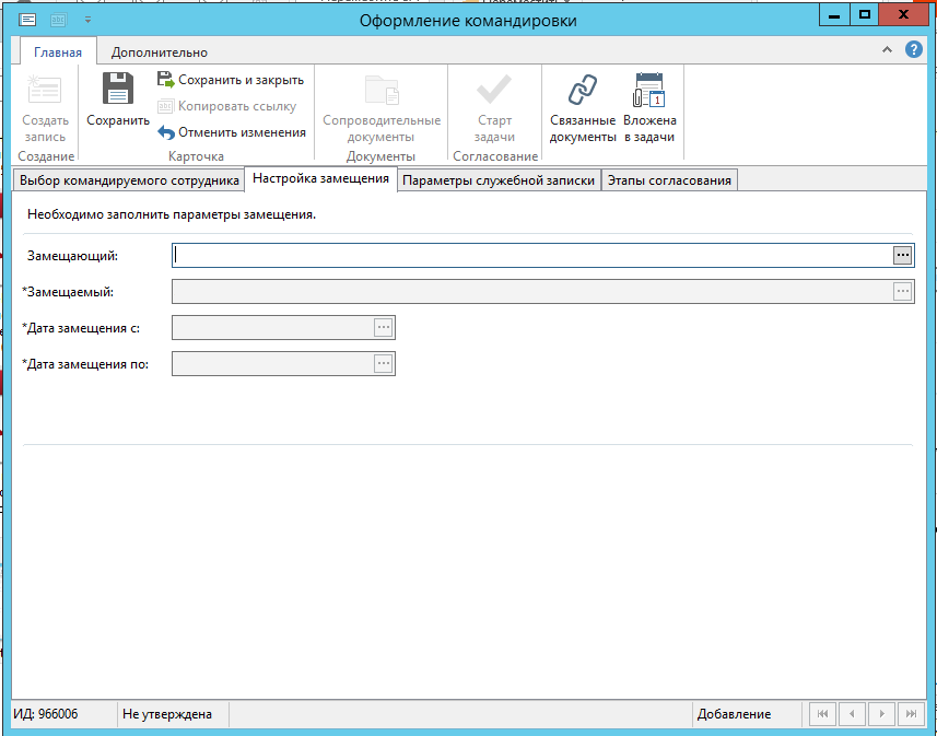 Оформление командировки
Главная
Дополнительно
Создать запись
Создание
Сохранить
Сохранить и закрыть
Копировать ссылку
Отменить изменения
Карточка
Сопроводительные документы
Документы
Старт задачи
Согласование
Связанные документы
Вложена в задачи
Выбор командируемого сотрудника
Настройка замещения
Параметры служебной записки
Этапы согласования
Необходимо заполнить параметры замещения.
Замещающий:
*Замещаемый:
*Дата замещения с:
*Дата замещения по:
ИД: 966006
Не утверждена
Добавление